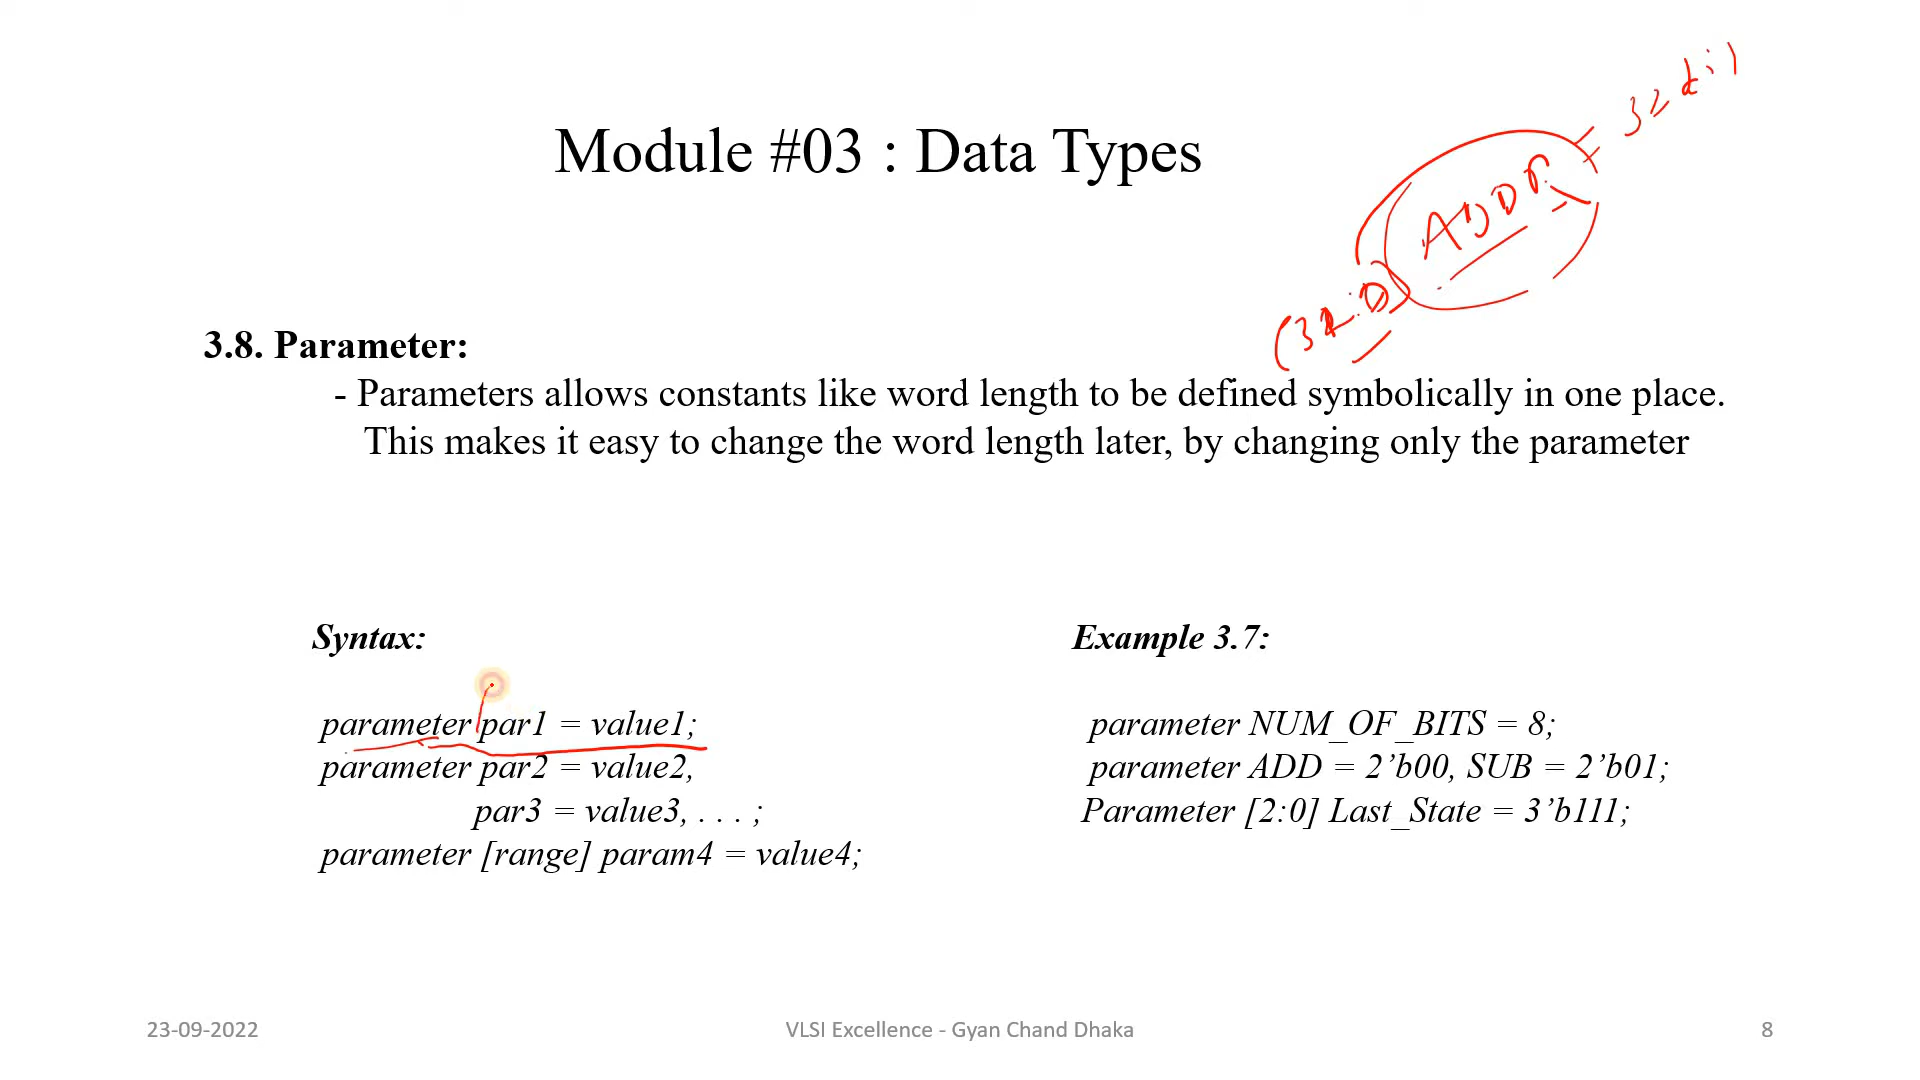 Module #03 : Data Types
= 32 bit
ADDR
3.8. Parameter:
- Parameters allows constants like word length to be defined symbolically in one place.
This makes it easy to change the word length later, by changing only the parameter
Syntax:
Example 3.7:
parameter par1 = value1;
parameter NUM_OF_BITS = 8;
parameter par2 = value2,
parameter ADD = 2’b00, SUB = 2’b01;
par3 = value3, . . . ;
Parameter [2:0] Last_State = 3’b111;
parameter [range] param4 = value4;
23-09-2022
VLSI Excellence - Gyan Chand Dhaka
8